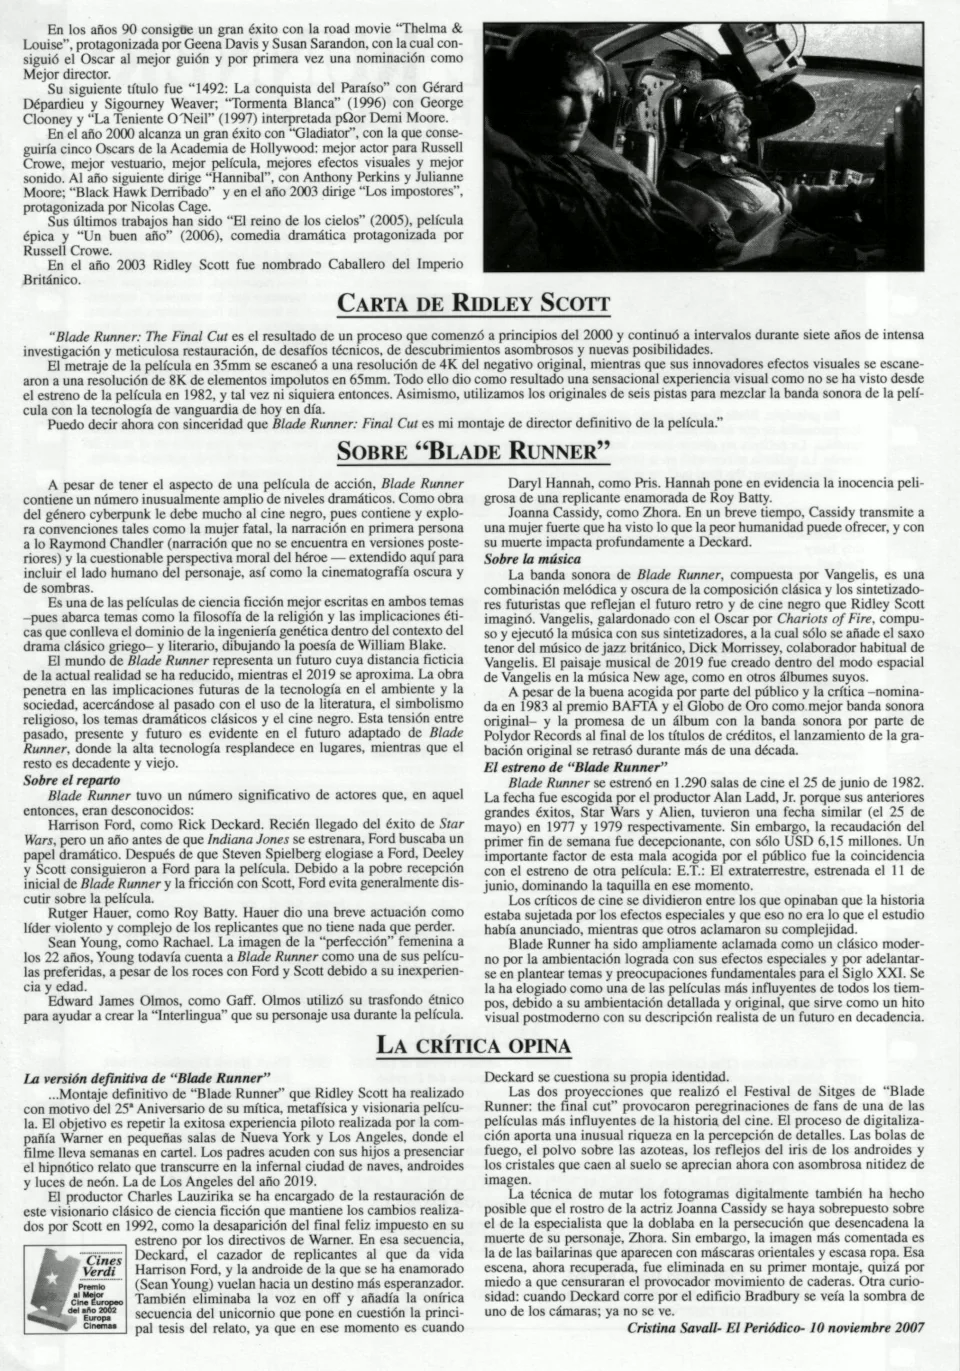 En los años 90 consigue un gran éxito con la road movie “Thelma &
Louise”, protagonizada por Geena Davis y Susan Sarandon, con la cual con-
siguió el Oscar al mejor guión y por primera vez una nominación como
Mejor director.
Su siguiente título fue “1492: La conquista del Paraíso” con Gérard
Dépardieu y Sigourney Weaver; “Tormenta Blanca” (1996) con George
Clooney y “La Teniente O´Neil” (1997) interpretada pΩor Demi Moore.
En el año 2000 alcanza un gran éxito con “Gladiator”, con la que conse-
guiría cinco Oscars de la Academia de Hollywood: mejor actor para Russell
Crowe, mejor vestuario, mejor película, mejores efectos visuales y mejor
sonido. Al año siguiente dirige “Hannibal”, con Anthony Perkins y Julianne
Moore; “Black Hawk Derribado” y en el año 2003 dirige “Los impostores”,
protagonizada por Nicolas Cage.
Sus últimos trabajos han sido “El reino de los cielos” (2005), película
épica y “Un buen año” (2006), comedia dramática protagonizada por
Russell Crowe.
En el año 2003 Ridley Scott fue nombrado Caballero del Imperio
Británico.
CARTA DE RIDLEY SCOTT
“Blade Runner: The Final Cut es el resultado de un proceso que comenzó a principios del 2000 y continuó a intervalos durante siete años de intensa
investigación y meticulosa restauración, de desafíos técnicos, de descubrimientos asombrosos y nuevas posibilidades.
El metraje de la película en 35mm se escaneó a una resolución de 4K del negativo original, mientras que sus innovadores efectos visuales se escane-
aron a una resolución de 8K de elementos impolutos en 65mm. Todo ello dio como resultado una sensacional experiencia visual como no se ha visto desde
el estreno de la película en 1982, y tal vez ni siquiera entonces. Asimismo, utilizamos los originales de seis pistas para mezclar la banda sonora de la pelí-
cula con la tecnología de vanguardia de hoy en día.
Puedo decir ahora con sinceridad que Blade Runner: Final Cut es mi montaje de director definitivo de la película.”
SOBRE “BLADE RUNNER”
A pesar de tener el aspecto de una película de acción, Blade Runner
contiene un número inusualmente amplio de niveles dramáticos. Como obra
del género cyberpunk le debe mucho al cine negro, pues contiene y explo-
ra convenciones tales como la mujer fatal, la narración en primera persona
a lo Raymond Chandler (narración que no se encuentra en versiones poste-
riores) y la cuestionable perspectiva moral del héroe — extendido aquí para
incluir el lado humano del personaje, así como la cinematografía oscura y
de sombras.
Es una de las películas de ciencia ficción mejor escritas en ambos temas
–pues abarca temas como la filosofía de la religión y las implicaciones éti-
cas que conlleva el dominio de la ingeniería genética dentro del contexto del
drama clásico griego– y literario, dibujando la poesía de William Blake.
El mundo de Blade Runner representa un futuro cuya distancia ficticia
de la actual realidad se ha reducido, mientras el 2019 se aproxima. La obra
penetra en las implicaciones futuras de la tecnología en el ambiente y la
sociedad, acercándose al pasado con el uso de la literatura, el simbolismo
religioso, los temas dramáticos clásicos y el cine negro. Esta tensión entre
pasado, presente y futuro es evidente en el futuro adaptado de Blade
Runner, donde la alta tecnología resplandece en lugares, mientras que el
resto es decadente y viejo.
Sobre el reparto
Blade Runner tuvo un número significativo de actores que, en aquel
entonces, eran desconocidos:
Harrison Ford, como Rick Deckard. Recién llegado del éxito de Star
Wars, pero un año antes de que Indiana Jones se estrenara, Ford buscaba un
papel dramático. Después de que Steven Spielberg elogiase a Ford, Deeley
y Scott consiguieron a Ford para la película. Debido a la pobre recepción
inicial de Blade Runner y la fricción con Scott, Ford evita generalmente dis-
cutir sobre la película.
Rutger Hauer, como Roy Batty. Hauer dio una breve actuación como
líder violento y complejo de los replicantes que no tiene nada que perder.
Sean Young, como Rachael. La imagen de la “perfección” femenina a
los 22 años, Young todavía cuenta a Blade Runner como una de sus pelícu-
las preferidas, a pesar de los roces con Ford y Scott debido a su inexperien-
cia y edad.
Edward James Olmos, como Gaff. Olmos utilizó su trasfondo étnico
para ayudar a crear la “Interlingua” que su personaje usa durante la película.
Daryl Hannah, como Pris. Hannah pone en evidencia la inocencia peli-
grosa de una replicante enamorada de Roy Batty.
Joanna Cassidy, como Zhora. En un breve tiempo, Cassidy transmite a
una mujer fuerte que ha visto lo que la peor humanidad puede ofrecer, y con
su muerte impacta profundamente a Deckard.
Sobre la música
La banda sonora de Blade Runner, compuesta por Vangelis, es una
combinación melódica y oscura de la composición clásica y los sintetizado-
res futuristas que reflejan el futuro retro y de cine negro que Ridley Scott
imaginó. Vangelis, galardonado con el Oscar por Chariots of Fire, compu-
so y ejecutó la música con sus sintetizadores, a la cual sólo se añade el saxo
tenor del músico de jazz británico, Dick Morrissey, colaborador habitual de
Vangelis. El paisaje musical de 2019 fue creado dentro del modo espacial
de Vangelis en la música New age, como en otros álbumes suyos.
A pesar de la buena acogida por parte del público y la crítica –nomina-
da en 1983 al premio BAFTA y el Globo de Oro como mejor banda sonora
original– y la promesa de un álbum con la banda sonora por parte de
Polydor Records al final de los títulos de créditos, el lanzamiento de la gra-
bación original se retrasó durante más de una década.
El estreno de “Blade Runner”
Blade Runner se estrenó en 1.290 salas de cine el 25 de junio de 1982.
La fecha fue escogida por el productor Alan Ladd, Jr. porque sus anteriores
grandes éxitos, Star Wars y Alien, tuvieron una fecha similar (el 25 de
mayo) en 1977 y 1979 respectivamente. Sin embargo, la recaudación del
primer fin de semana fue decepcionante, con sólo USD 6,15 millones. Un
importante factor de esta mala acogida por el público fue la coincidencia
con el estreno de otra película: E.T.: El extraterrestre, estrenada el 11 de
junio, dominando la taquilla en ese momento.
Los críticos de cine se dividieron entre los que opinaban que la historia
estaba sujetada por los efectos especiales y que eso no era lo que el estudio
había anunciado, mientras que otros aclamaron su complejidad.
Blade Runner ha sido ampliamente aclamada como un clásico moder-
no por la ambientación lograda con sus efectos especiales y por adelantar-
se en plantear temas y preocupaciones fundamentales para el Siglo XXI. Se
la ha elogiado como una de las películas más influyentes de todos los tiem-
pos, debido a su ambientación detallada y original, que sirve como un hito
visual postmoderno con su descripción realista de un futuro en decadencia.
LA CRÍTICA OPINA
La versión definitiva de “Blade Runner”
...Montaje definitivo de “Blade Runner” que Ridley Scott ha realizado
con motivo del 25ª Aniversario de su mítica, metafísica y visionaria pelícu-
la. El objetivo es repetir la exitosa experiencia piloto realizada por la com-
pañía Warner en pequeñas salas de Nueva York y Los Angeles, donde el
filme lleva semanas en cartel. Los padres acuden con sus hijos a presenciar
el hipnótico relato que transcurre en la infernal ciudad de naves, androides
y luces de neón. La de Los Angeles del año 2019.
El productor Charles Lauzirika se ha encargado de la restauración de
este visionario clásico de ciencia ficción que mantiene los cambios realiza-
dos por Scott en 1992, como la desaparición del final feliz impuesto en su
estreno por los directivos de Warner. En esa secuencia,
Deckard, el cazador de replicantes al que da vida
Harrison Ford, y la androide de la que se ha enamorado
(Sean Young) vuelan hacia un destino más esperanzador.
También eliminaba la voz en off y añadía la onírica
secuencia del unicornio que pone en cuestión la princi-
pal tesis del relato, ya que en ese momento es cuando
Cines
Verdi
Premio
al Mejor
Cine Europeo
del año 2002
Europa
Cinemas
Deckard se cuestiona su propia identidad.
Las dos proyecciones que realizó el Festival de Sitges de “Blade
Runner: the final cut” provocaron peregrinaciones de fans de una de las
películas más influyentes de la historia del cine. El proceso de digitaliza-
ción aporta una inusual riqueza en la percepción de detalles. Las bolas de
fuego, el polvo sobre las azoteas, los reflejos del iris de los androides y
los cristales que caen al suelo se aprecian ahora con asombrosa nitidez de
imagen.
La técnica de mutar los fotogramas digitalmente también ha hecho
posible que el rostro de la actriz Joanna Cassidy se haya sobrepuesto sobre
el de la especialista que la doblaba en la persecución que desencadena la
muerte de su personaje, Zhora. Sin embargo, la imagen más comentada es
la de las bailarinas que aparecen con máscaras orientales y escasa ropa. Esa
escena, ahora recuperada, fue eliminada en su primer montaje, quizá por
miedo a que censuraran el provocador movimiento de caderas. Otra curio-
sidad: cuando Deckard corre por el edificio Bradbury se veía la sombra de
uno de los cámaras; ya no se ve.
Cristina Savall- El Periódico- 10 noviembre 2007